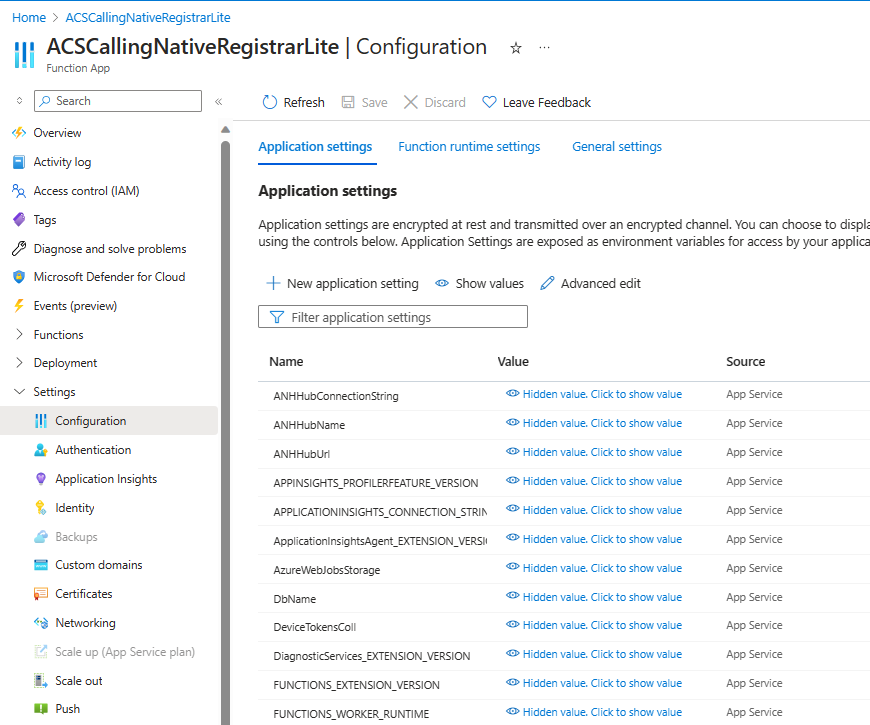 Home > ACSCallingNativeRegistrarLite
ACSCallingNativeRegistrarLite | Configuration ☆ ...
Function App
Search «
Overview
Activity log
Access control (IAM)
Tags
Diagnose and solve problems
Microsoft Defender for Cloud
Events (preview)
Functions
Deployment
Settings
Configuration
Authentication
Application Insights
Identity
Backups
Custom domains
Certificates
Networking
Scale up (App Service plan)
Scale out
Push
Refresh Save Discard Leave Feedback
Application settings Function runtime settings General settings
Application settings
Application settings are encrypted at rest and transmitted over an encrypted channel. You can choose to displa
using the controls below. Application Settings are exposed as environment variables for access by your applica
New application setting Show values Advanced edit
Filter application settings
Name Value Source
ANHHubConnectionString Hidden value. Click to show value App Service
ANHHubName Hidden value. Click to show value App Service
ANHHubUrl Hidden value. Click to show value App Service
APPINSIGHTS_PROFILERFEATURE_VERSION Hidden value. Click to show value App Service
APPLICATIONINSIGHTS_CONNECTION_STRIN Hidden value. Click to show value App Service
ApplicationInsightsAgent_EXTENSION_VERSI Hidden value. Click to show value App Service
AzureWebJobsStorage Hidden value. Click to show value App Service
DbName Hidden value. Click to show value App Service
DeviceTokensColl Hidden value. Click to show value App Service
DiagnosticServices_EXTENSION_VERSION Hidden value. Click to show value App Service
FUNCTIONS_EXTENSION_VERSION Hidden value. Click to show value App Service
FUNCTIONS_WORKER_RUNTIME Hidden value. Click to show value App Service